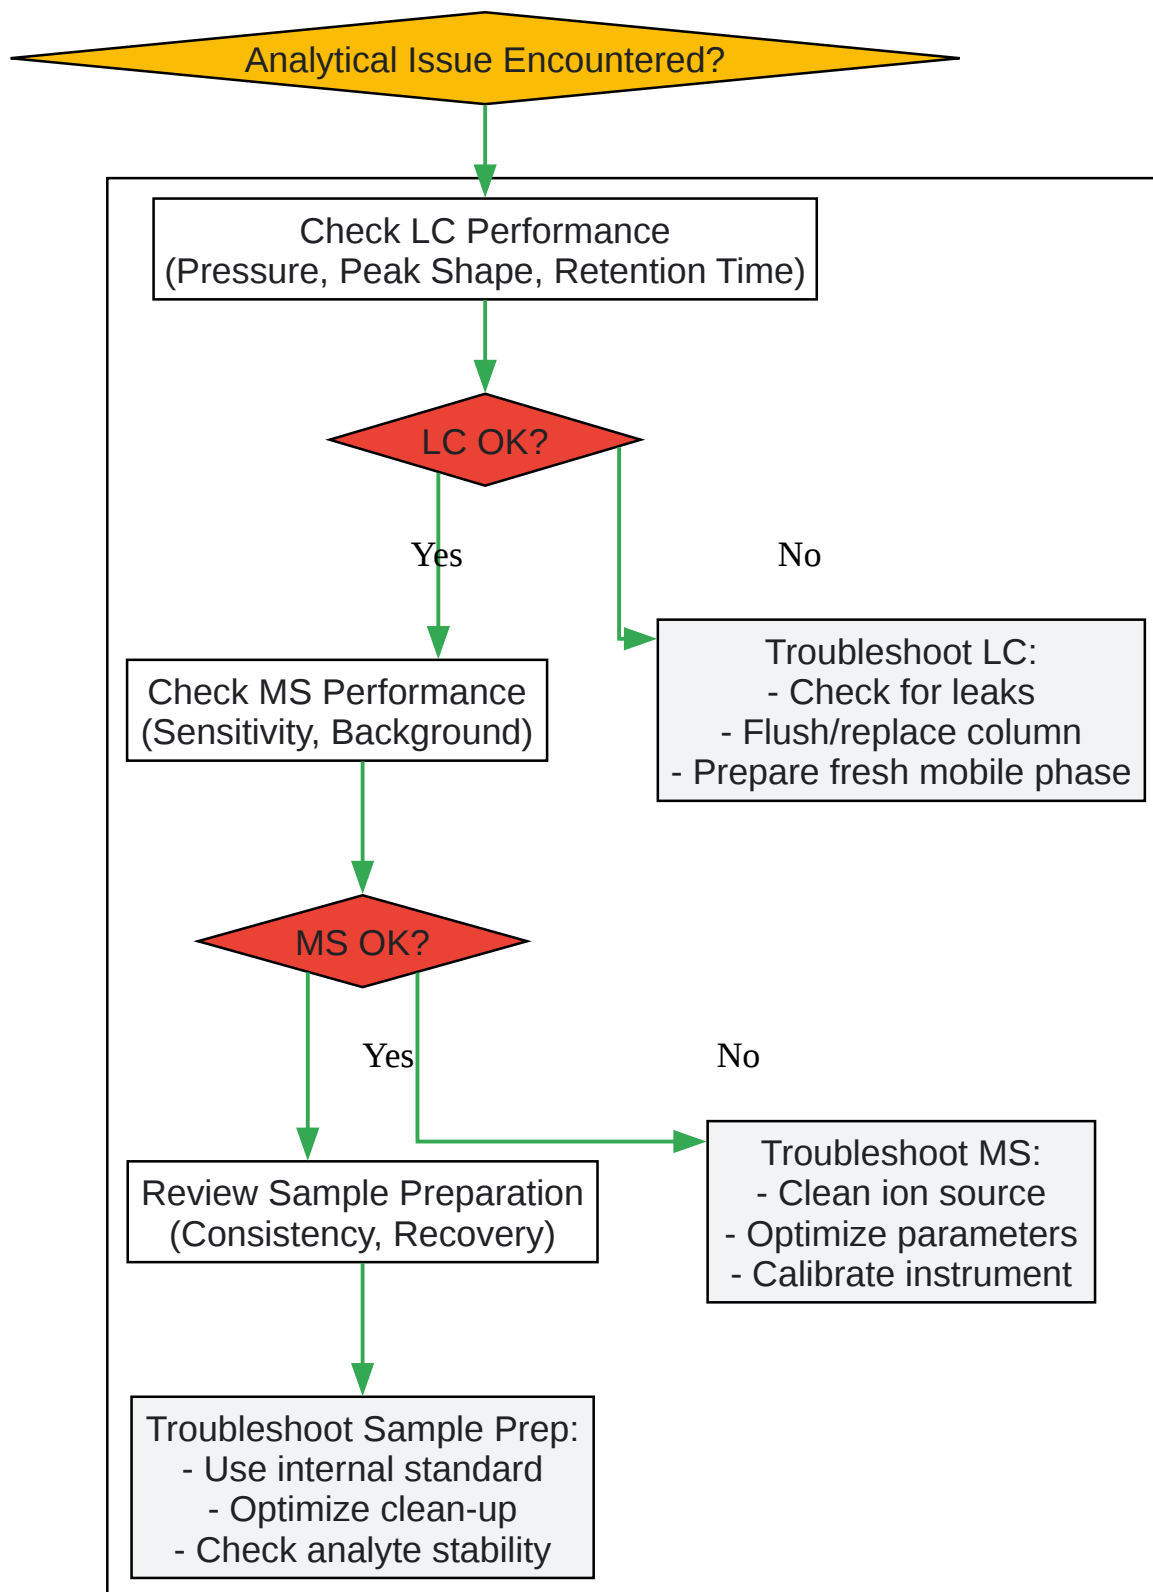 Analytical Issue Encountered?
Check LC Performance
(Pressure, Peak Shape, Retention Time)
LC OK?
Yes
No
Troubleshoot LC:
- Check for leaks
- Flush/replace column
- Prepare fresh mobile phase
Check MS Performance
(Sensitivity, Background)
MS OK?
Yes
No
Troubleshoot MS:
- Clean ion source
- Optimize parameters
- Calibrate instrument
Review Sample Preparation
(Consistency, Recovery)
Troubleshoot Sample Prep:
- Use internal standard
- Optimize clean-up
- Check analyte stability